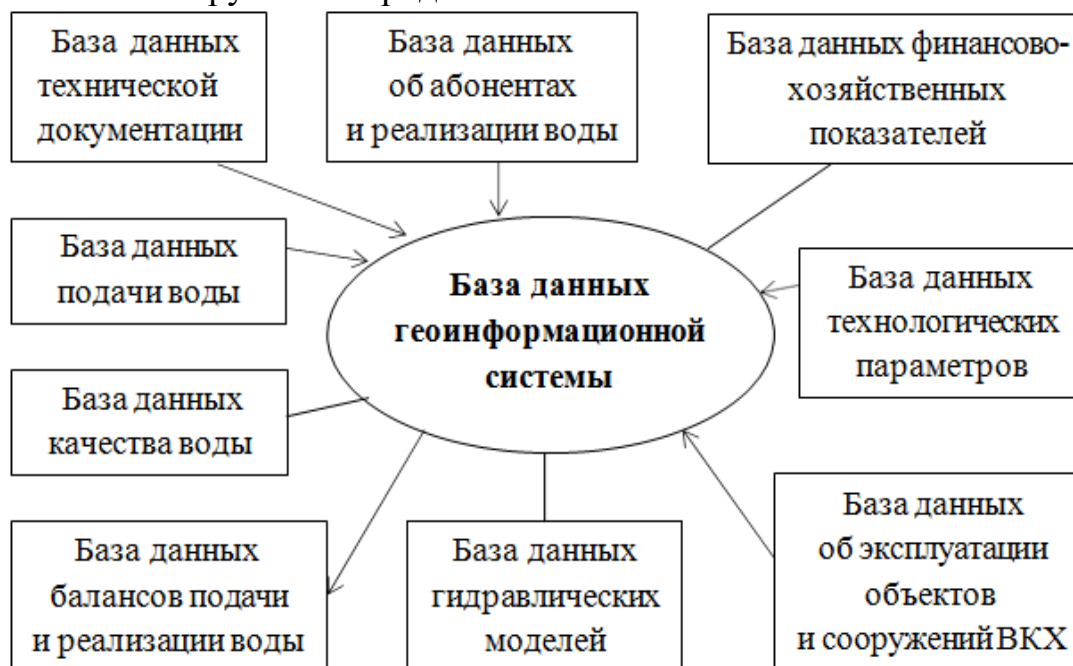 База данных
технической
документации
База данных
об абонентах
и реализации воды
База данных финансово-
хозяйственных
показателей
База данных
подачи воды
База данных
геоинформационной
системы
База данных
технологических
параметров
База данных
качества воды
База данных
балансов подачи
и реализации воды
База данных
гидравлических
моделей
База данных
об эксплуатации
объектов
и сооружений ВКХ